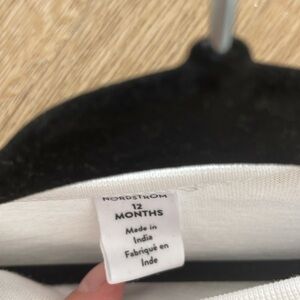 NORDSTROM
12
MONTHS
Made in
India
Fabriqué en
Inde